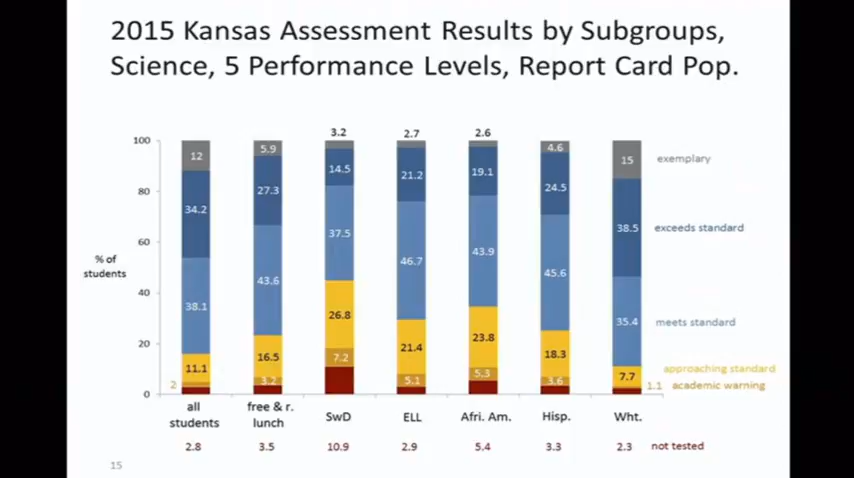 2015 Kansas Assessment Results by Subgroups,
Science, 5 Performance Levels, Report Card Pop.
3.2 2.7 2.6
100
12 5.9 4.6 15 exemplary
14.5
80
27.3 21.2 19.1 24.5
34.2 38.5 exceeds standard
37.5
60
% of
students
43.6 46.7 43.9 45.6
40
38.1 35.4 meets standard
26.8
20
16.5 21.4 23.8 18.3
11.1 7.7 approaching standard
7.2
2 3.2 5.1 5.3 3.6 1.1 academic warning
0
all
students
free & r.
lunch
SwD ELL Afri. Am. Hisp. Wht.
2.8 3.5 10.9 2.9 5.4 3.3 2.3 not tested
15